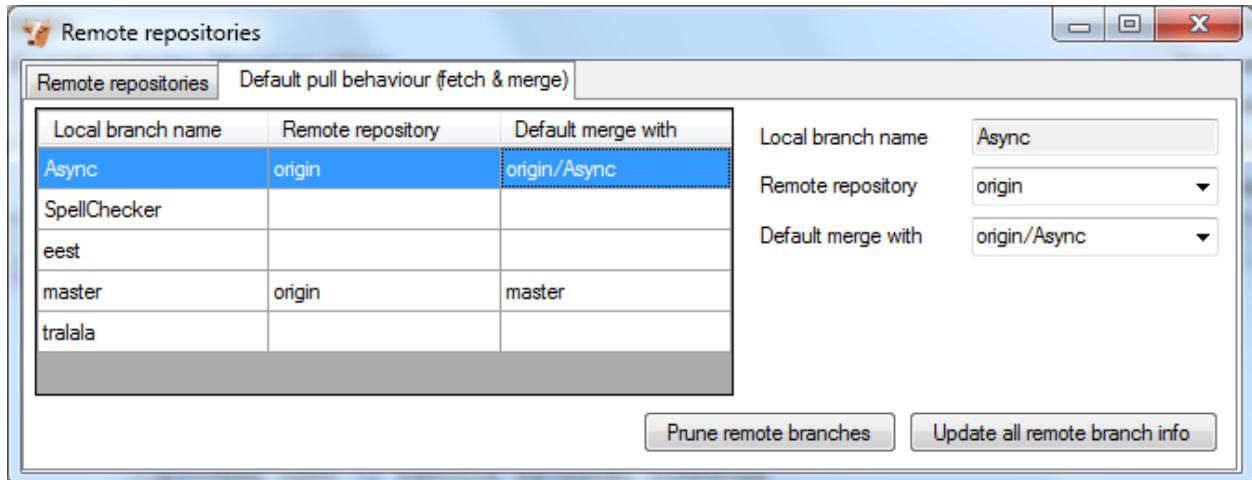 Remote repositories
Remote repositories Default pull behaviour (fetch & merge)
Local branch name Remote repository Default merge with
Async origin origin/Async
SpellChecker
eest
master origin master
tralala
Local branch name Async
Remote repository origin
Default merge with origin/Async
Prune remote branches Update all remote branch info